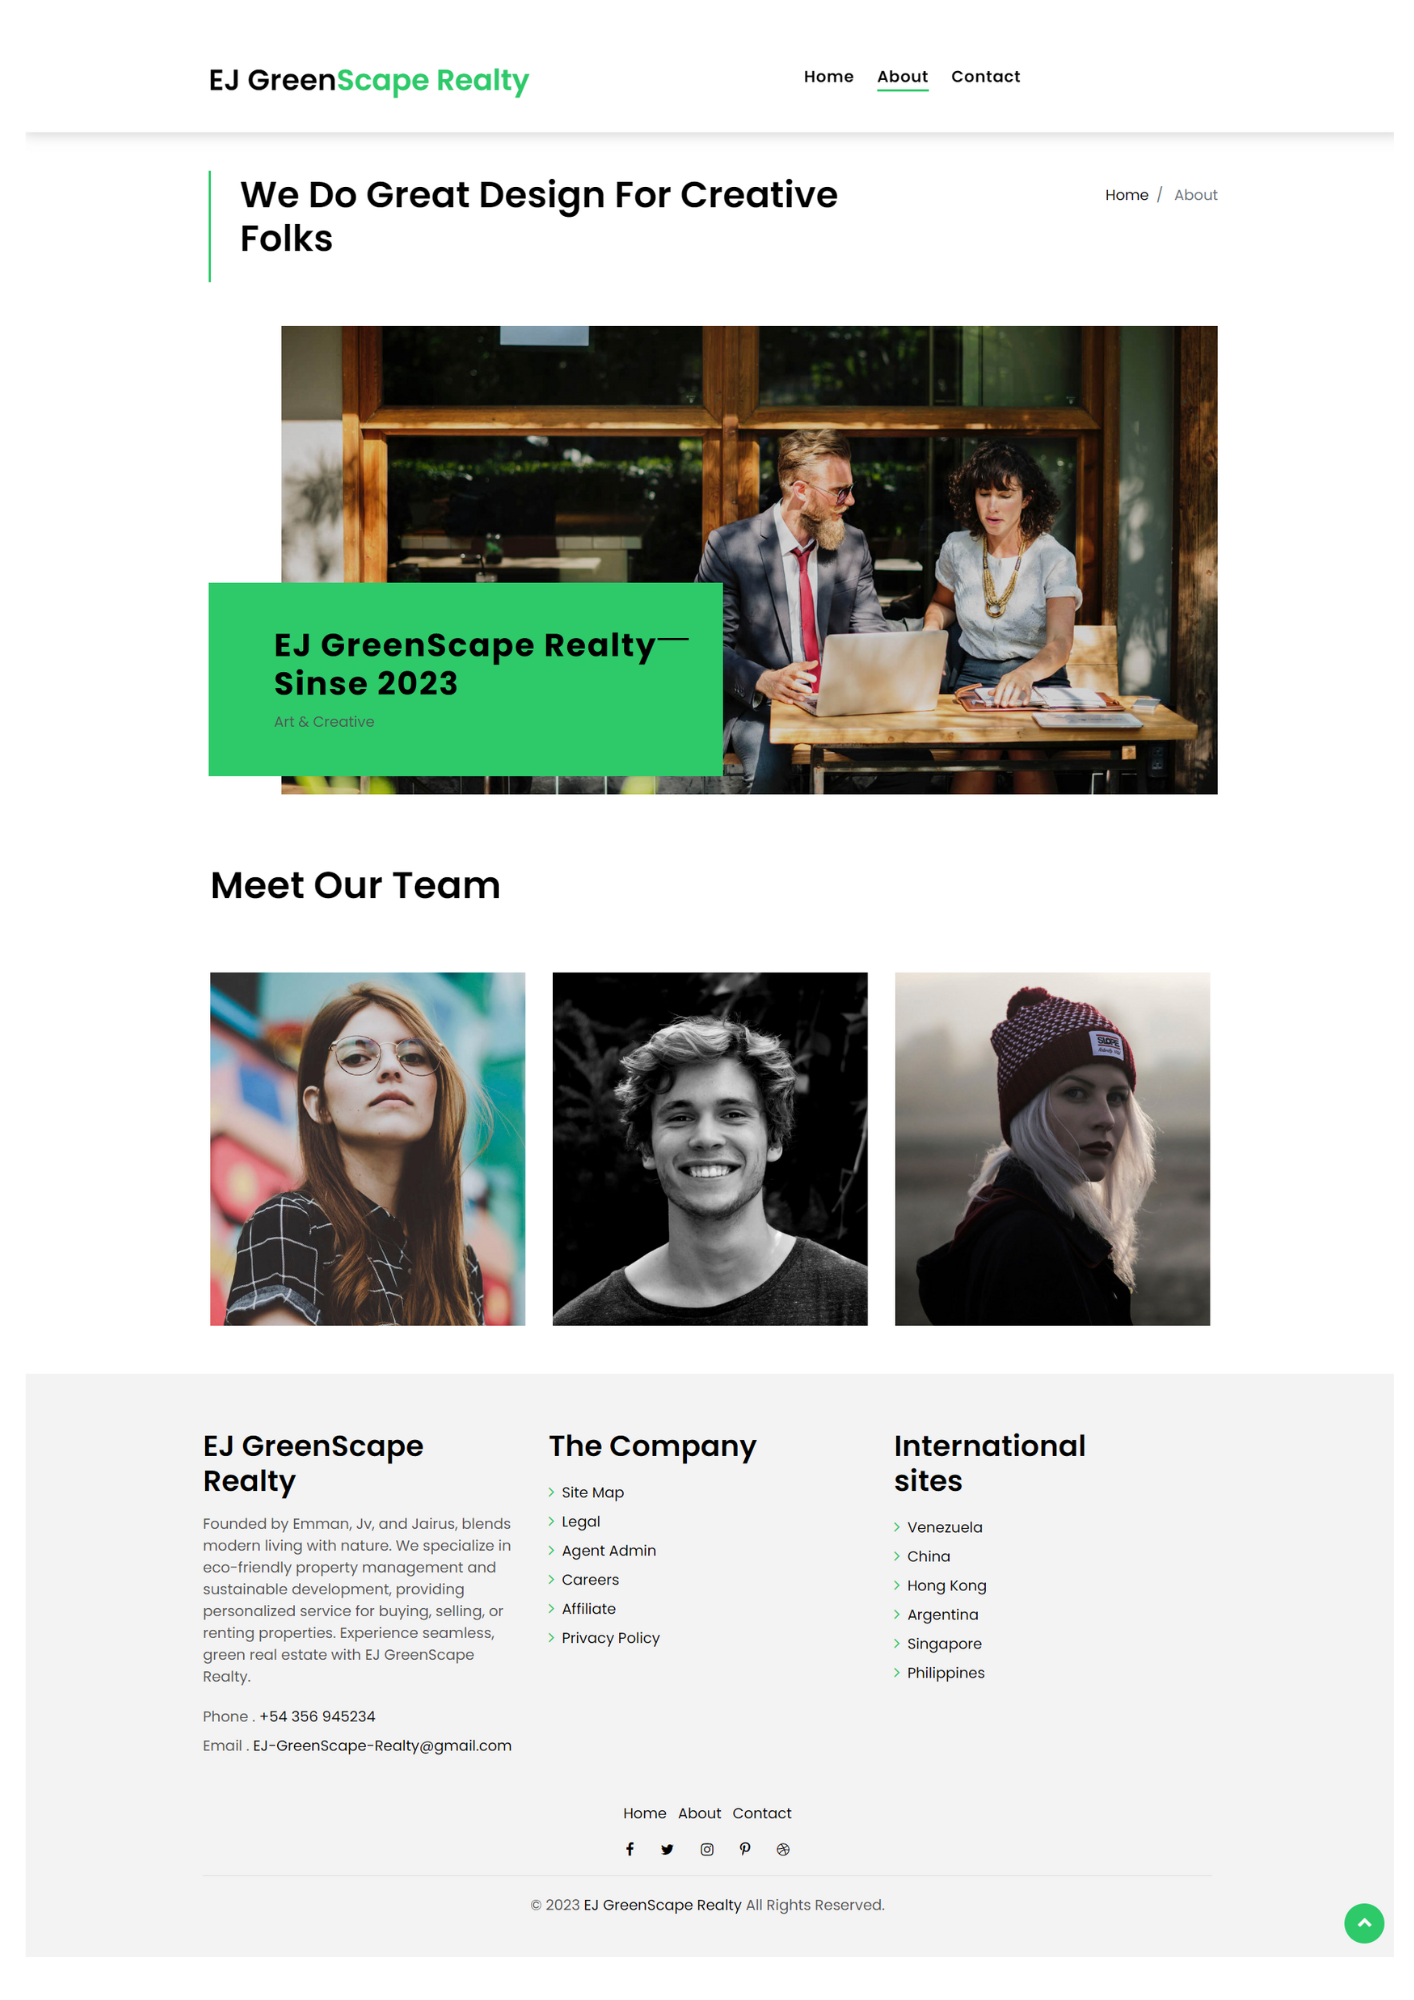 EJ GreenScape Realty
Home About Contact
We Do Great Design For Creative
Folks
Home / About
EJ GreenScape Realty
Sinse 2023
Art & Creative
Meet Our Team
SLOPE
EJ GreenScape
Realty
Founded by Emman, Jv, and Jairus, blends
modern living with nature. We specialize in
eco-friendly property management and
sustainable development, providing
personalized service for buying, selling, or
renting properties. Experience seamless,
green real estate with EJ GreenScape
Realty.
Phone . +54 356 945234
Email . EJ-GreenScape-Realty@gmail.com
The Company
Site Map
Legal
Agent Admin
Careers
Affiliate
Privacy Policy
International
sites
Venezuela
China
Hong Kong
Argentina
Singapore
Philippines
Home About Contact
© 2023 EJ GreenScape Realty All Rights Reserved.